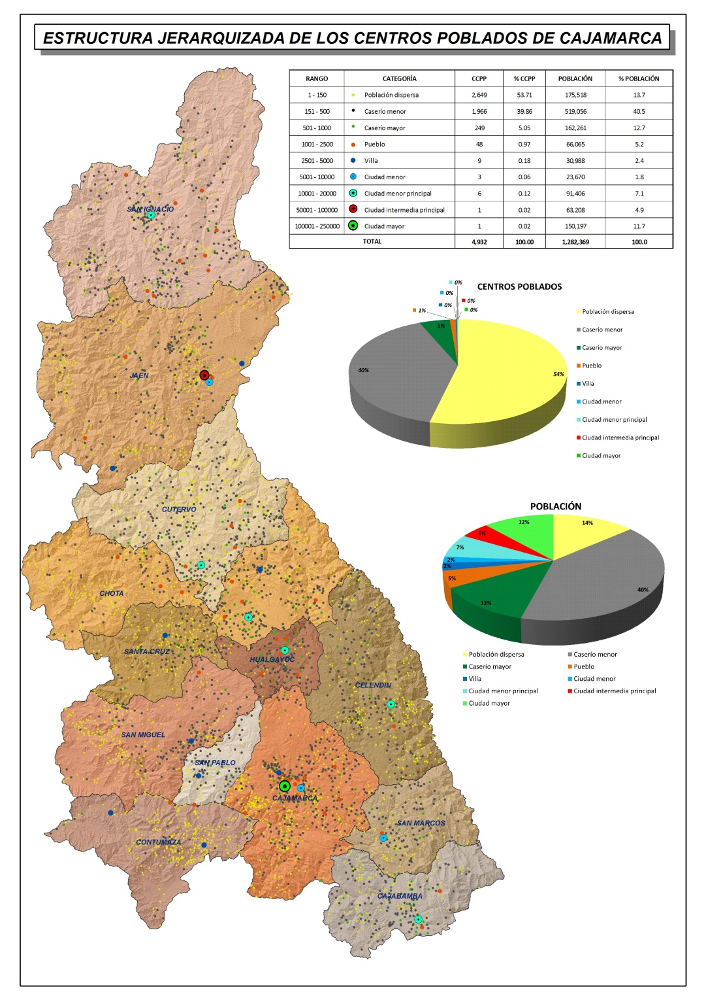 ESTRUCTURA JERARQUIZADA DE LOS CENTROS POBLADOS DE CAJAMARCA
RANGO CATEGORÍA CCPP % CCPP POBLACIÓN % POBLACIÓN
1 - 150 Población dispersa 2,649 53.71 175,518 13.7
151 - 500 Caserío menor 1,966 39.86 519,056 40.5
501 - 1000 Caserío mayor 249 5.05 162,261 12.7
1001 - 2500 Pueblo 48 0.97 66,065 5.2
2501 - 5000 Villa 9 0.18 30,988 2.4
5001 - 10000 Ciudad menor 3 0.06 23,670 1.8
10001 - 20000 Ciudad menor principal 6 0.12 91,406 7.1
50001 - 100000 Ciudad intermedia principal 1 0.02 63,208 4.9
100001 - 250000 Ciudad mayor 1 0.02 150,197 11.7
TOTAL 4,932 100.00 1,282,369 100.0
SAN IGNACIO
JAEN
CUTERVO
CHOTA
SANTA CRUZ
HUALGAYOC
CELENDIN
SAN MIGUEL
SAN PABLO
CAJAMARCA
SAN MARCOS
CONTUMAZA
CAJABAMBA
CENTROS POBLADOS
0%
0%
0%
0%
1%
0%
5%
40%
54%
Población dispersa
Caserío menor
Caserío mayor
Pueblo
Villa
Ciudad menor
Ciudad menor principal
Ciudad intermedia principal
Ciudad mayor
POBLACIÓN
12%
14%
5%
7%
2%
2%
5%
13%
40%
Población dispersa Caserío menor
Caserío mayor Pueblo
Villa Ciudad menor
Ciudad menor principal Ciudad intermedia principal
Ciudad mayor